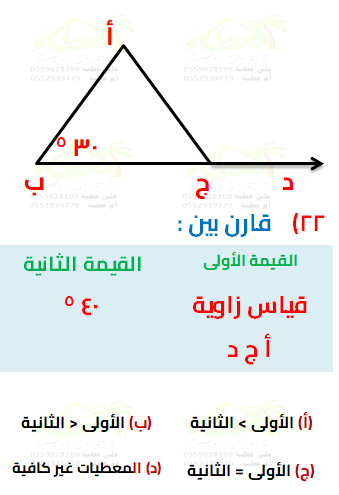 أ
٣٠ °
ب ج د
٢٢) قارن بين :
القيمة الأولى القيمة الثانية
قياس زاوية ٤٠ °
أ ج د
(أ) الأولى < الثانية (ب) الأولى > الثانية
(ج) الأولى = الثانية (د) المعطيات غير كافية